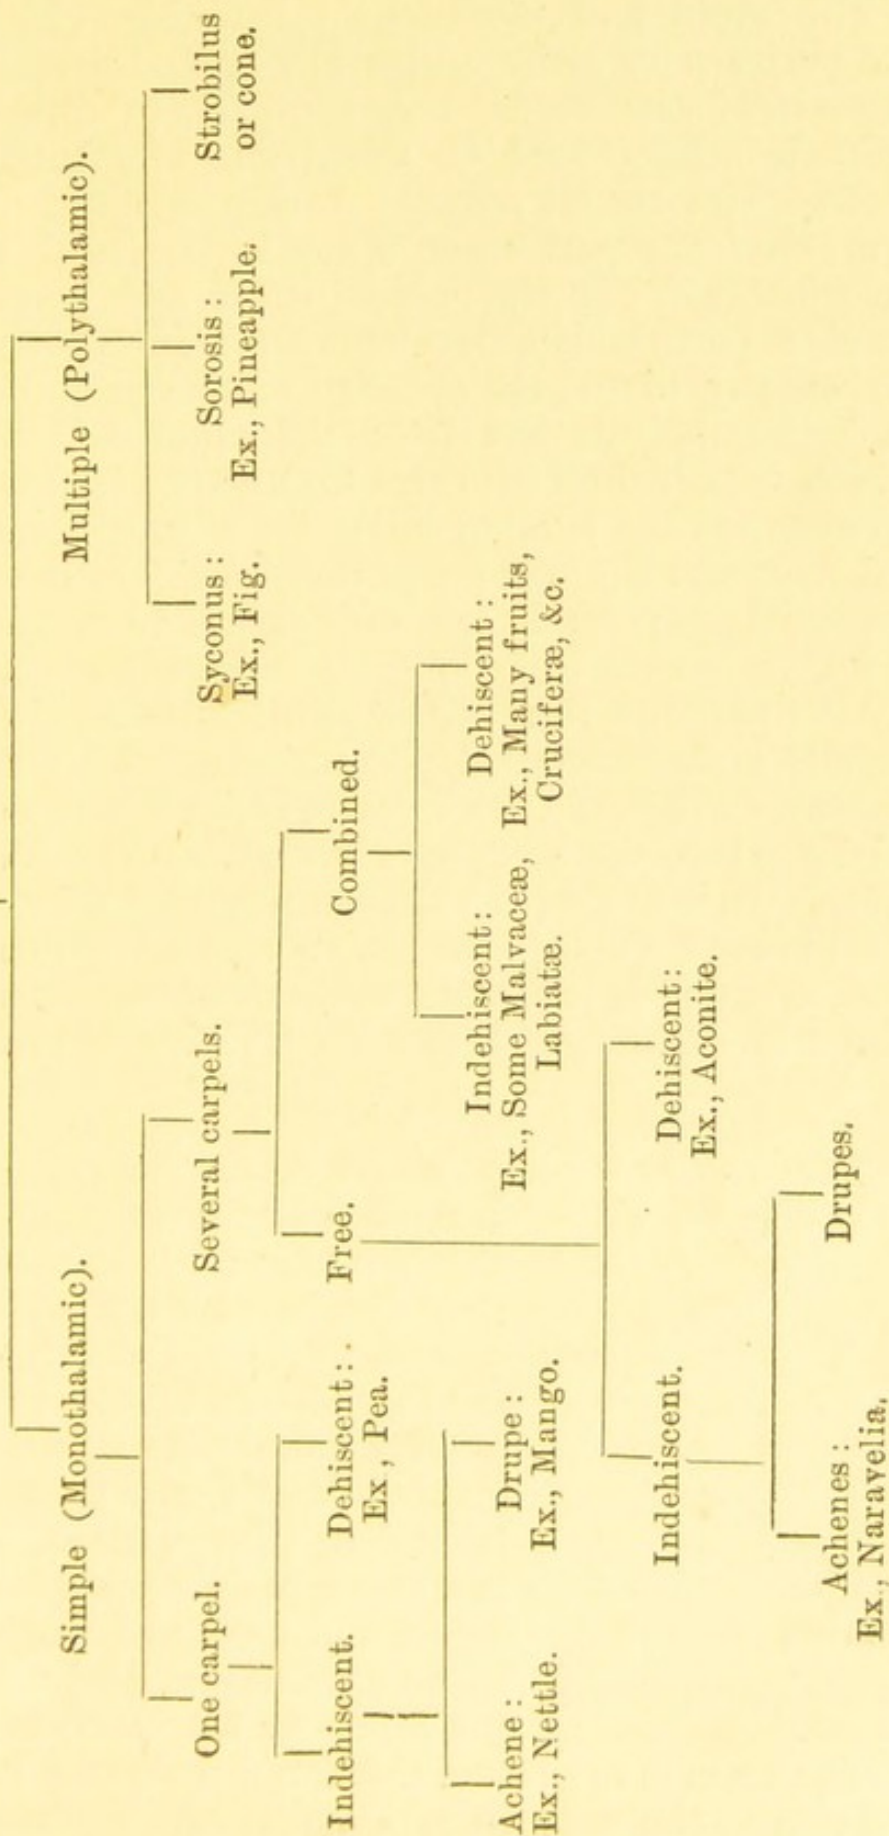 Simple (Monothalamic).
Multiple (Polythalamic).
One carpel.
Several carpels.
Syconus :
Ex., Fig.
Sorosis :
Ex., Pineapple.
Strobilus
or cone.
Indehiscent.
Dehiscent :
Ex , Pea.
Free.
Combined.
Achene :
Ex., Nettle.
Drupe :
Ex., Mango.
Indehiscent :
Ex., Some Malvaceæ,
Labiatæ.
Dehiscent :
Ex., Many fruits,
Cruciferæ, &c.
Indehiscent.
Dehiscent :
Ex., Aconite.
Achenes :
Ex., Naravelia.
Drupes.